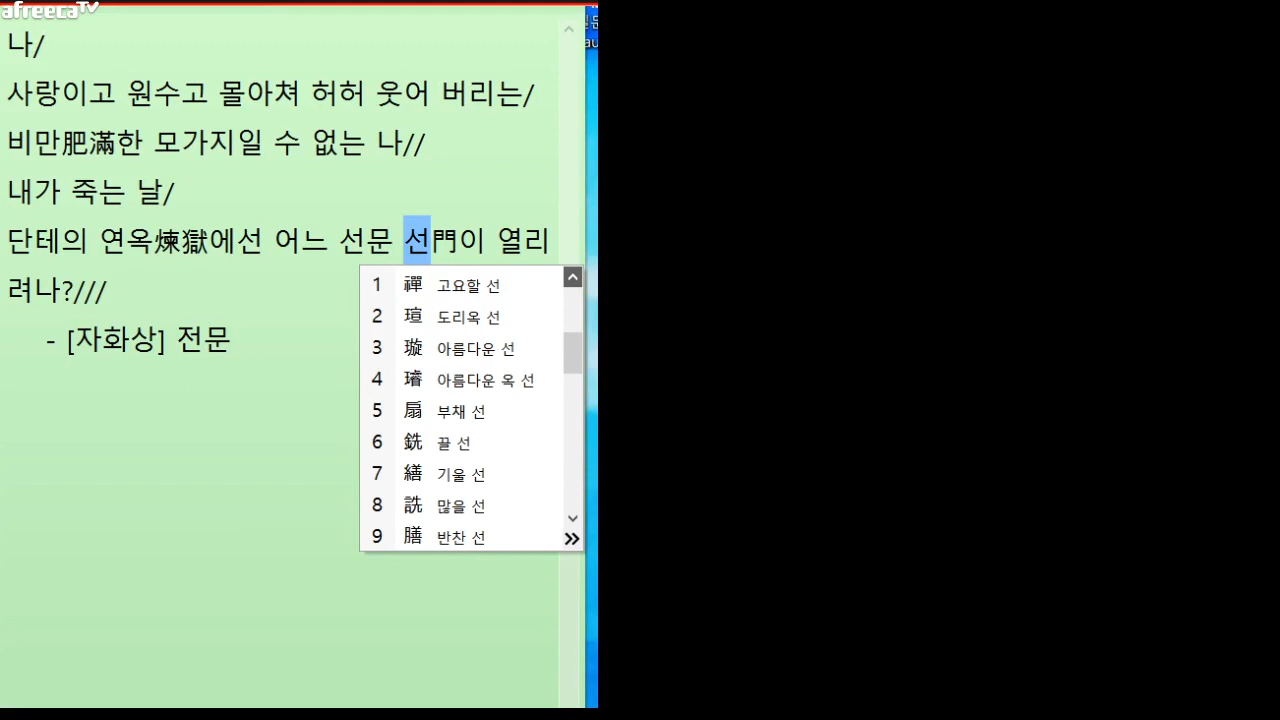 afreecaTV
나/
사랑이고 원수고 몰아쳐 허허 웃어 버리는/
비만肥滿한 모가지일 수 없는 나//
내가 죽는 날/
단테의 연옥煉獄에선 어느 선문 선門이 열리
려나?///
- [자화상] 전문
1 禪 고요할 선
2 瑄 도리옥 선
3 璇 아름다운 선
4 璿 아름다운 옥 선
5 扇 부채 선
6 銑 끌 선
7 繕 기울 선
8 詵 많을 선
9 膳 반찬 선